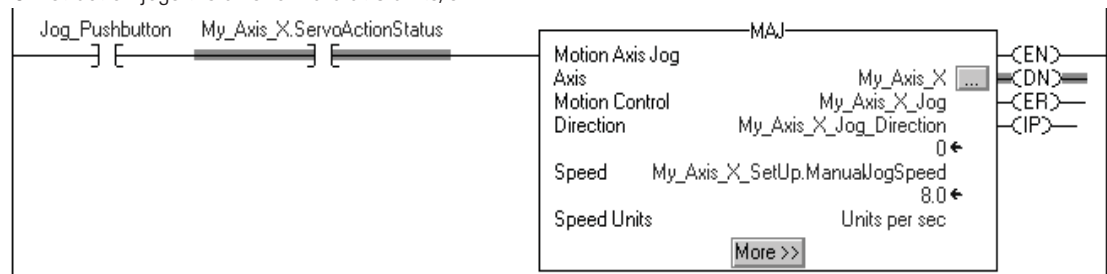 Jog_Pushbutton My_Axis_X.ServoActionStatus
MAJ
Motion Axis Jog
Axis My_Axis_X ...
Motion Control My_Axis_X_Jog
Direction My_Axis_X_Jog_Direction
0
Speed My_Axis_X_SetUp.ManualJogSpeed
8.0
Speed Units Units per sec
More >>
EN
DN
ER
IP